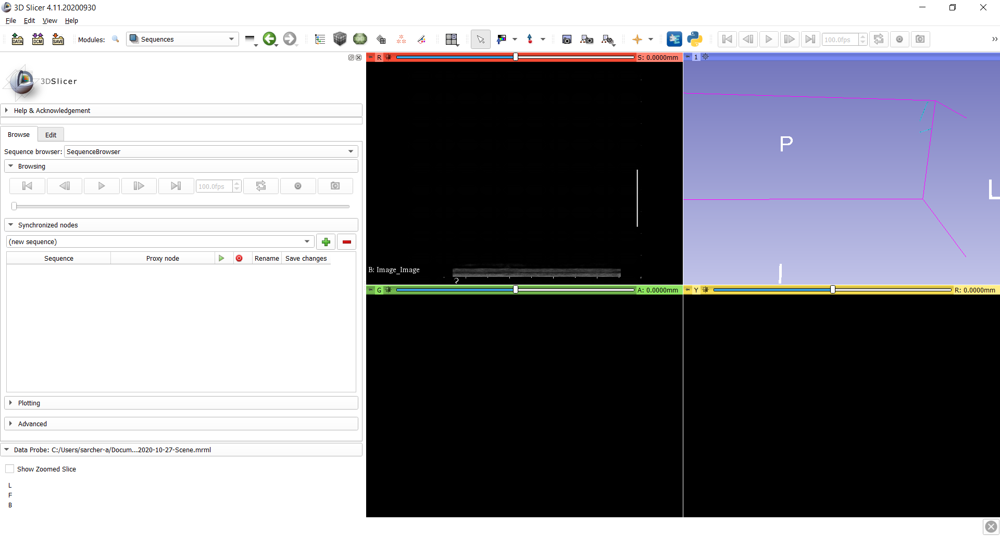 3D Slicer 4.11.20200930
File Edit View Help
DATA DCM SAVE Modules: Sequences 100.0fps
3DSlicer
Help & Acknowledgement
Browse Edit
Sequence browser: SequenceBrowser
Browsing
100.0fps
Synchronized nodes
(new sequence)
Sequence Proxy node Rename Save changes
Plotting
Advanced
Data Probe: C:/Users/sarcher-a/Docum...2020-10-27-Scene.mrml
Show Zoomed Slice
L
F
B
R S: 0.0000mm
B: Image_Image
?
1
P
L
I
G A: 0.0000mm
Y R: 0.0000mm